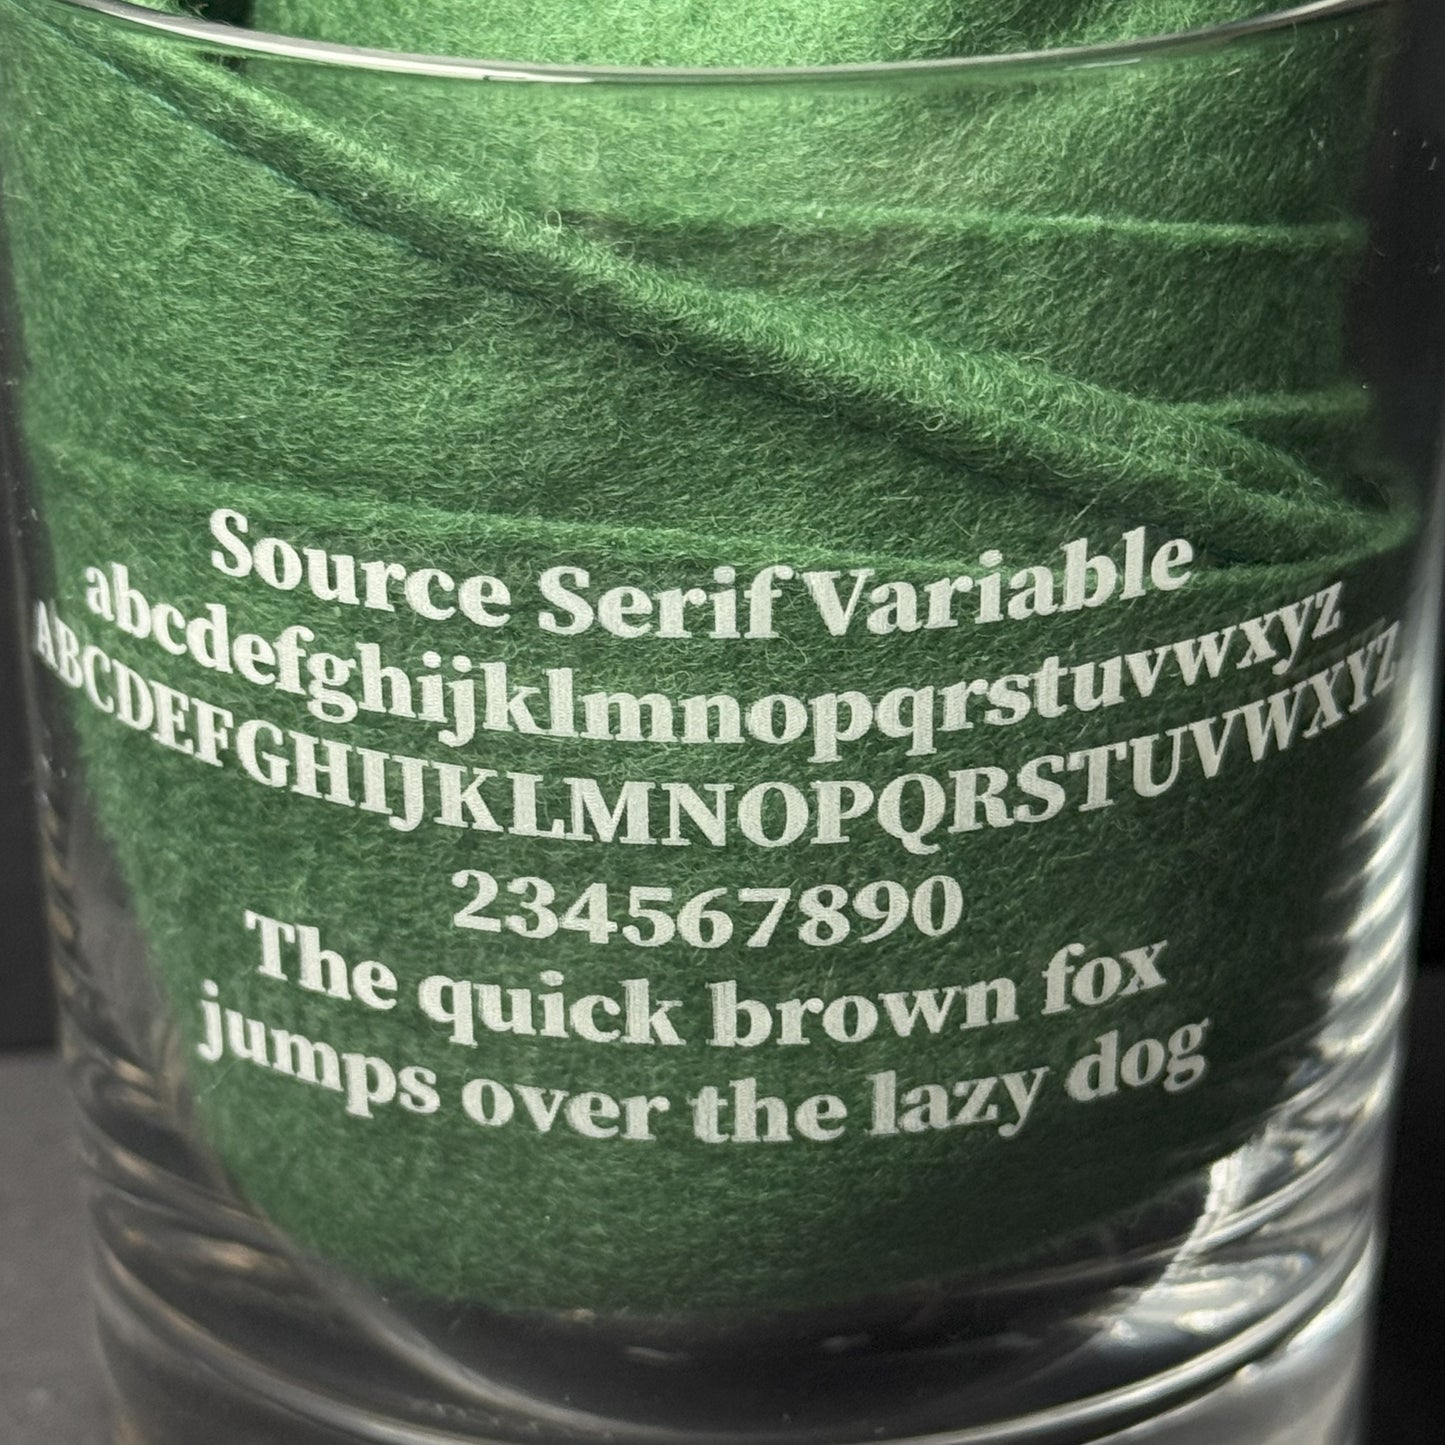 Source Serif Variable
abcdefghijklmnopqrstuvwxyz
ABCDEFGHIJKLMNOPQRSTUVWXYZ
234567890
The quick brown fox
jumps over the lazy dog